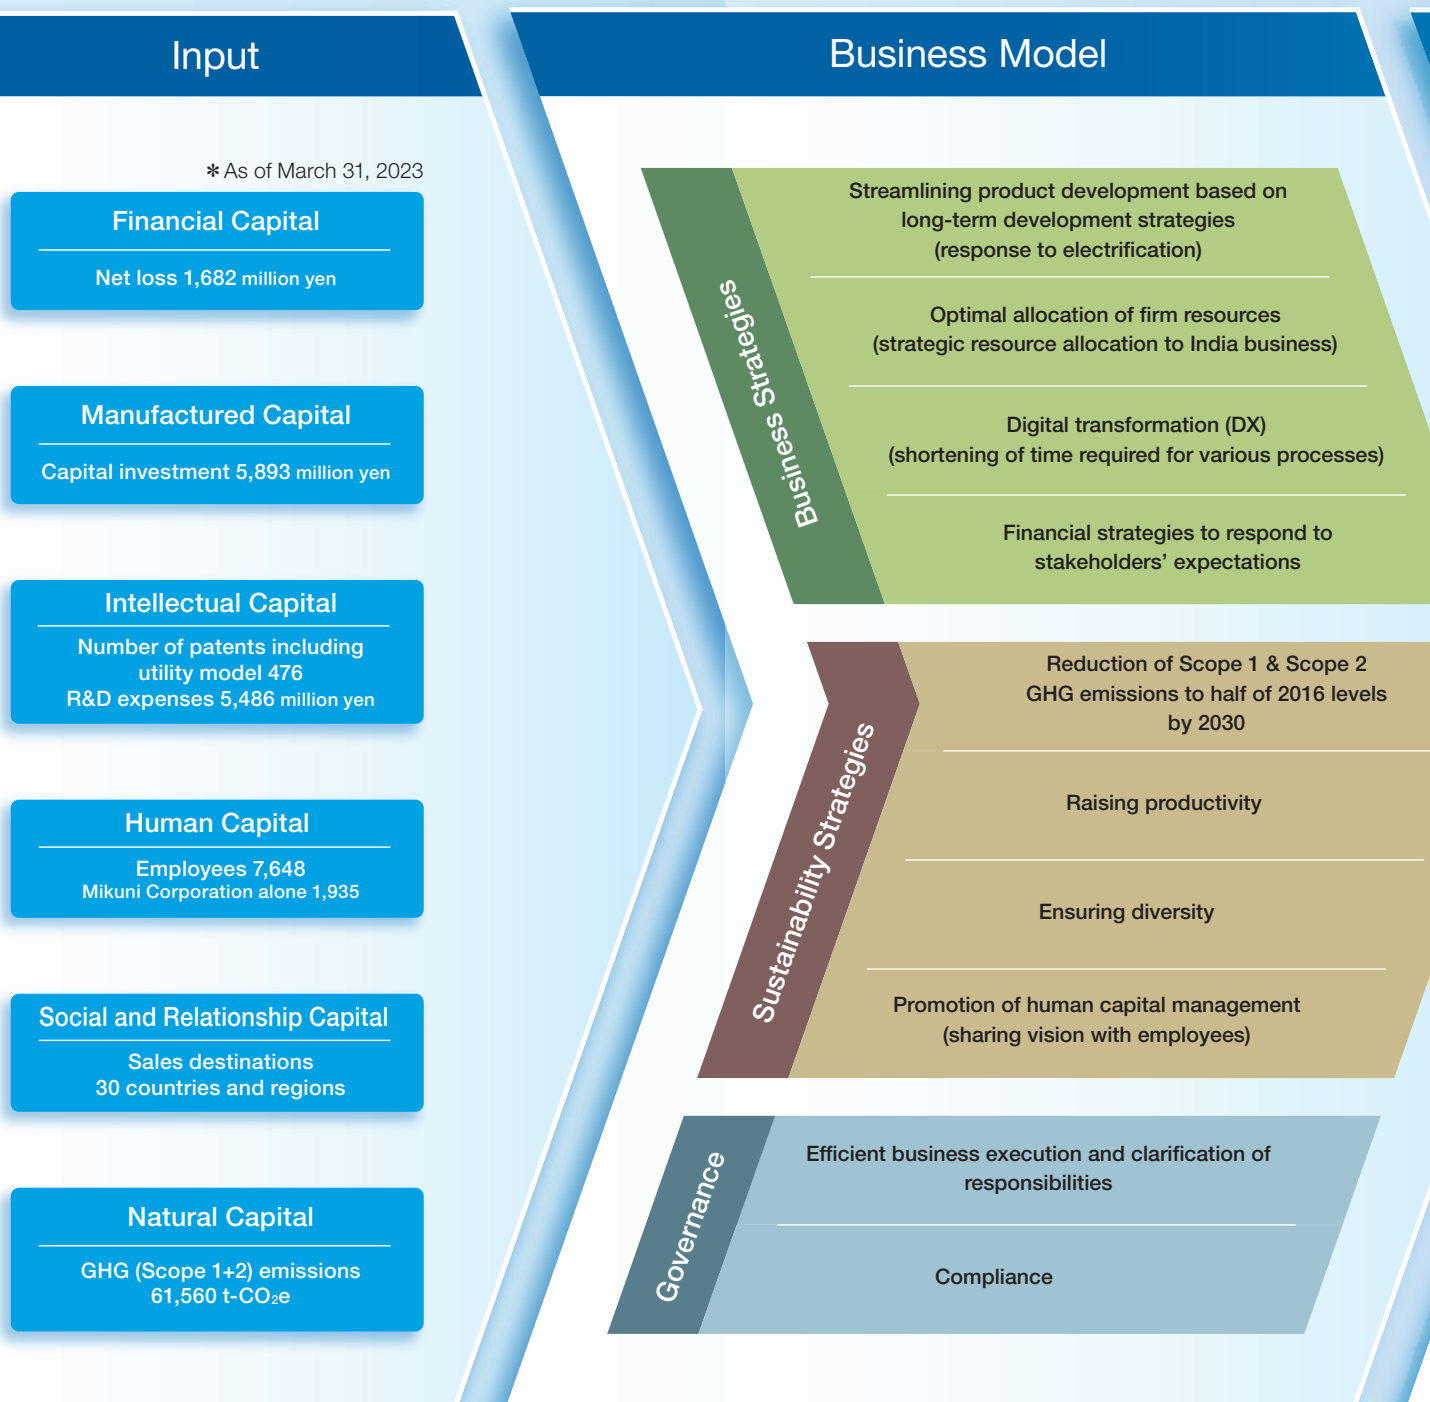 Input
✻ As of March 31, 2023
Financial Capital
Net loss 1,682 million yen
Manufactured Capital
Capital investment 5,893 million yen
Intellectual Capital
Number of patents including
utility model 476
R&D expenses 5,486 million yen
Human Capital
Employees 7,648
Mikuni Corporation alone 1,935
Social and Relationship Capital
Sales destinations
30 countries and regions
Natural Capital
GHG (Scope 1+2) emissions
61,560 t-CO₂e
Business Model
Business Strategies
Streamlining product development based on
long-term development strategies
(response to electrification)
Optimal allocation of firm resources
(strategic resource allocation to India business)
Digital transformation (DX)
(shortening of time required for various processes)
Financial strategies to respond to
stakeholders’ expectations
Sustainability Strategies
Reduction of Scope 1 & Scope 2
GHG emissions to half of 2016 levels
by 2030
Raising productivity
Ensuring diversity
Promotion of human capital management
(sharing vision with employees)
Governance
Efficient business execution and clarification of
responsibilities
Compliance